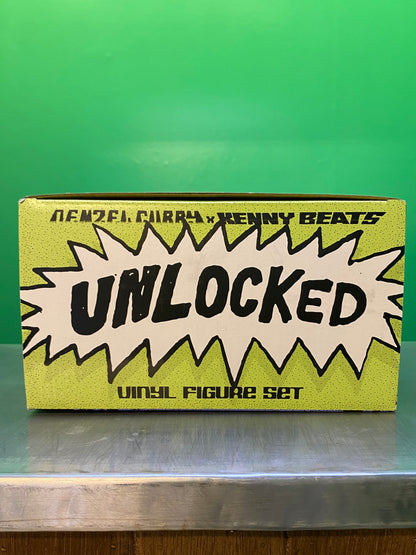 DENZEL CURRY x KENNY BEATS
UNLOCKED
VINYL FIGURE SET